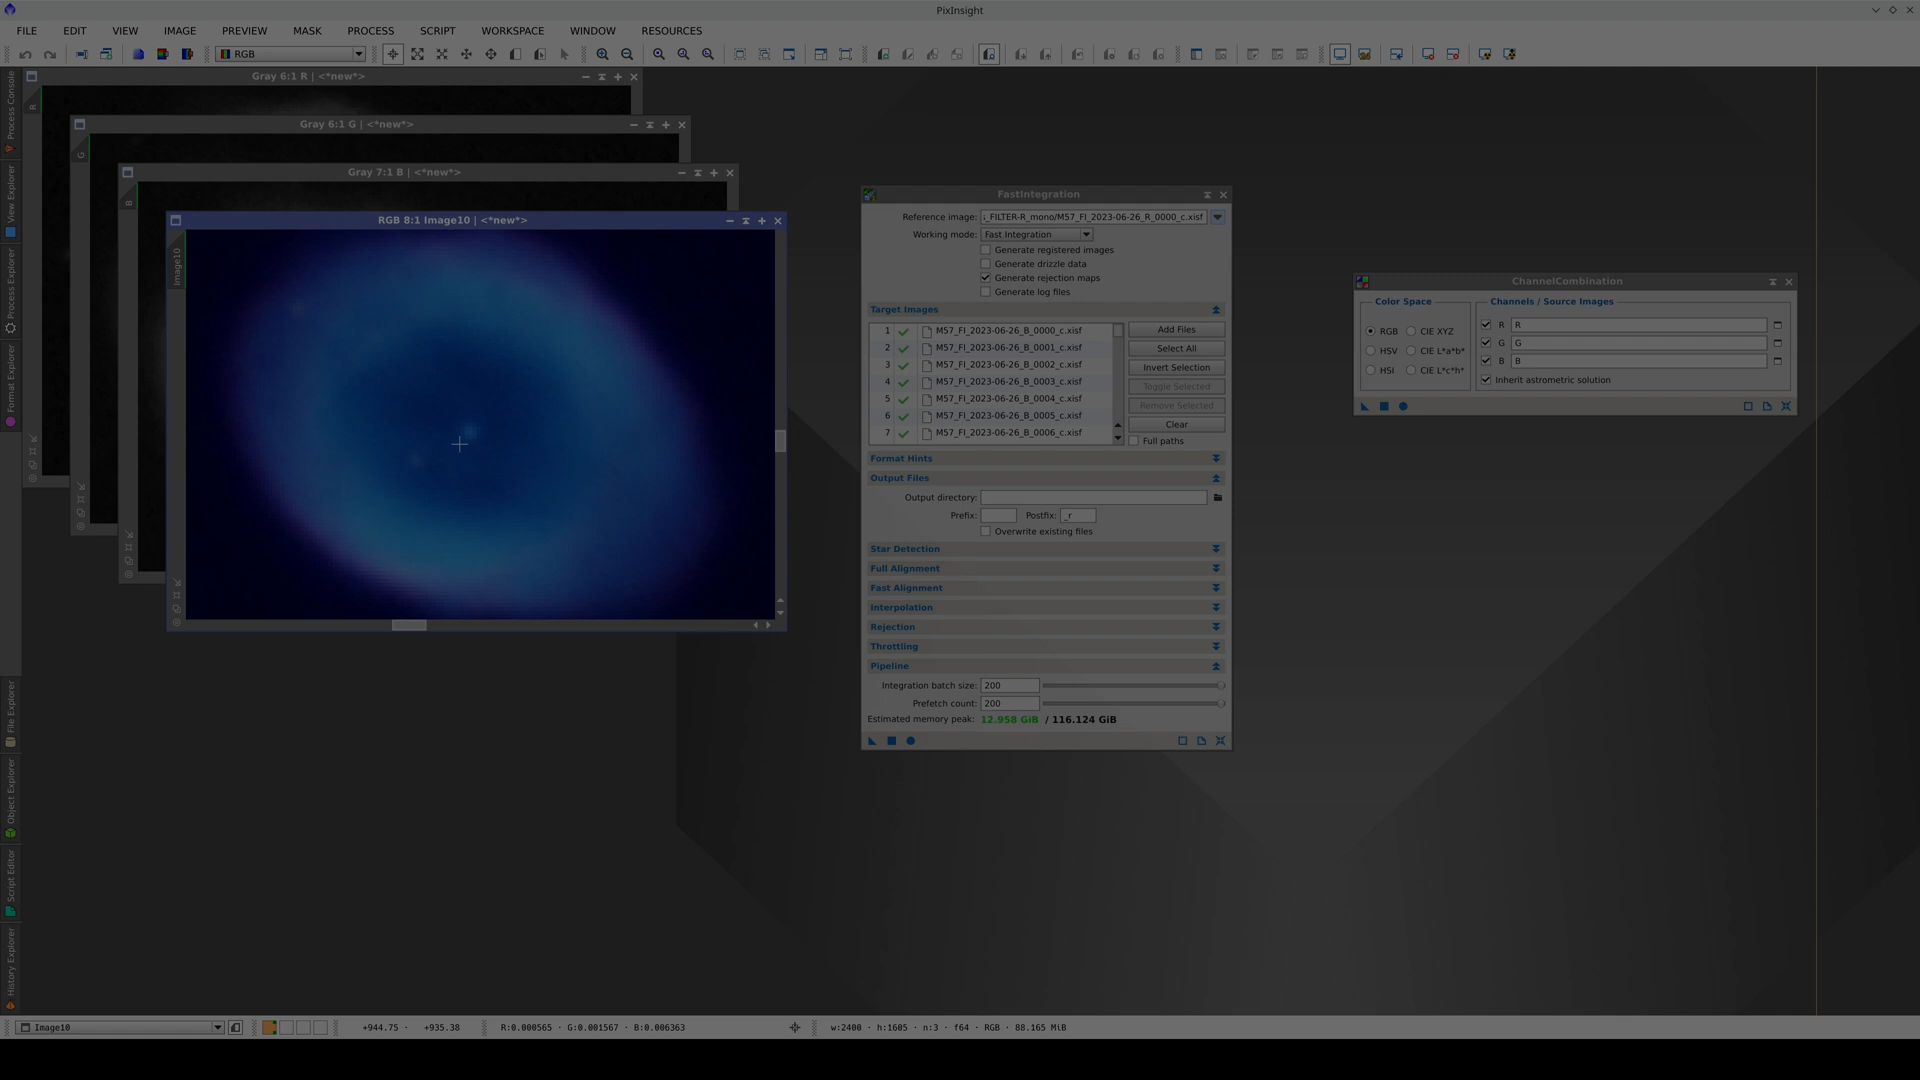 PixInsight
FILE EDIT VIEW IMAGE PREVIEW MASK PROCESS SCRIPT WORKSPACE WINDOW RESOURCES
RGB
Process Console
View Explorer
Process Explorer
Format Explorer
File Explorer
Object Explorer
Script Editor
History Explorer
Gray 6:1 R | <*new*>
R
Gray 6:1 G | <*new*>
G
Gray 7:1 B | <*new*>
B
RGB 8:1 Image10 | <*new*>
Image10
FastIntegration
Reference image: ;_FILTER-R_mono/M57_FI_2023-06-26_R_0000_c.xisf
Working mode: Fast Integration
Generate registered images
Generate drizzle data
Generate rejection maps
Generate log files
Target Images
1 M57_FI_2023-06-26_B_0000_c.xisf
2 M57_FI_2023-06-26_B_0001_c.xisf
3 M57_FI_2023-06-26_B_0002_c.xisf
4 M57_FI_2023-06-26_B_0003_c.xisf
5 M57_FI_2023-06-26_B_0004_c.xisf
6 M57_FI_2023-06-26_B_0005_c.xisf
7 M57_FI_2023-06-26_B_0006_c.xisf
Add Files
Select All
Invert Selection
Toggle Selected
Remove Selected
Clear
Full paths
Format Hints
Output Files
Output directory:
Prefix: Postfix: _r
Overwrite existing files
Star Detection
Full Alignment
Fast Alignment
Interpolation
Rejection
Throttling
Pipeline
Integration batch size: 200
Prefetch count: 200
Estimated memory peak: 12.958 GiB / 116.124 GiB
ChannelCombination
Color Space
RGB CIE XYZ
HSV CIE L*a*b*
HSI CIE L*c*h*
Channels / Source Images
R R
G G
B B
Inherit astrometric solution
Image10
+944.75 · +935.38
R:0.000565 · G:0.001567 · B:0.006363
w:2400 · h:1605 · n:3 · f64 · RGB · 88.165 MiB